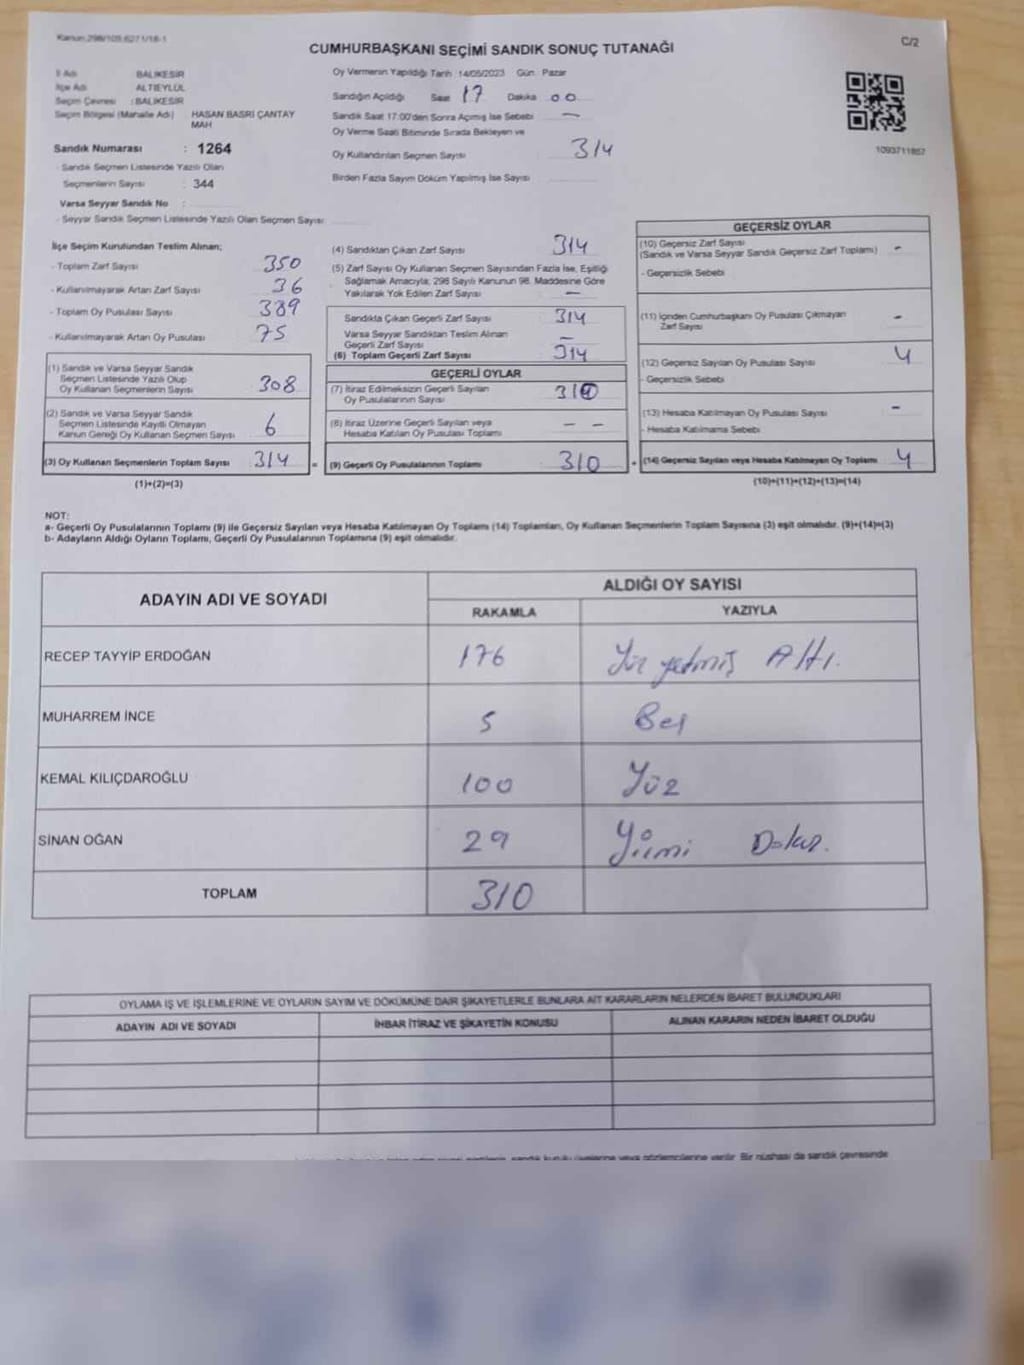 Kanun:298/105,6271/18-1
C/2
CUMHURBAŞKANI SEÇİMİ SANDIK SONUÇ TUTANAĞI
İl Adı BALIKESİR
İlçe Adı ALTIEYLÜL
Seçim Çevresi : BALIKESİR
Seçim Bölgesi (Mahalle Adı) HASAN BASRİ ÇANTAY
MAH
Sandık Numarası : 1264
Sandık Seçmen Listesinde Yazılı Olan
Seçmenlerin Sayısı : 344
Varsa Seyyar Sandık No :
- Seyyar Sandık Seçmen Listesinde Yazılı Olan Seçmen Sayısı
Oy Vermenin Yapıldığı Tarih 14/05/2023 Gün : Pazar
Sandığın Açıldığı Saat 17 Dakika 00
Sandık Saat 17:00'den Sonra Açımış İse Sebebi —
Oy Verme Saati Bitiminde Sırada Bekleyen ve
Oy Kullandırılan Seçmen Sayısı 314
Birden Fazla Sayım Döküm Yapılmış İse Sayısı
1093711857
İlçe Seçim Kurulundan Teslim Alınan;
- Toplam Zarf Sayısı 350
- Kullanılmayarak Artan Zarf Sayısı 36
- Toplam Oy Pusulası Sayısı 389
- Kullanılmayarak Artan Oy Pusulası 75
(1) Sandık ve Varsa Seyyar Sandık
Seçmen Listesinde Yazılı Olup
Oy Kullanan Seçmenlerin Sayısı 308
(2) Sandık ve Varsa Seyyar Sandık
Seçmen Listesinde Kayıtlı Olmayan
Kanun Gereği Oy Kullanan Seçmen Sayısı 6
(3) Oy Kullanan Seçmenlerin Toplam Sayısı 314 =
(1)+(2)=(3)
(4) Sandıktan Çıkan Zarf Sayısı 314
(5) Zarf Sayısı Oy Kullanan Seçmen Sayısından Fazla İse, Eşitliği
Sağlamak Amacıyla; 298 Sayılı Kanunun 98. Maddesine Göre
Yakılarak Yok Edilen Zarf Sayısı —
Sandıkta Çıkan Geçerli Zarf Sayısı 314
Varsa Seyyar Sandıktan Teslim Alınan
Geçerli Zarf Sayısı —
(6) Toplam Geçerli Zarf Sayısı 314
GEÇERLİ OYLAR
(7) İtiraz Edilmeksizin Geçerli Sayılan
Oy Pusulalarının Sayısı 310
(8) İtiraz Üzerine Geçerli Sayılan veya
Hesaba Katılan Oy Pusulası Toplamı — —
(9) Geçerli Oy Pusulalarının Toplamı 310 +
GEÇERSİZ OYLAR
(10) Geçersiz Zarf Sayısı
(Sandık ve Varsa Seyyar Sandık Geçersiz Zarf Toplamı) -
- Geçersizlik Sebebi
(11) İçinden Cumhurbaşkanı Oy Pusulası Çıkmayan
Zarf Sayısı -
(12) Geçersiz Sayılan Oy Pusulası Sayısı 4
- Geçersizlik Sebebi
(13) Hesaba Katılmayan Oy Pusulası Sayısı -
- Hesaba Katılmama Sebebi
(14) Geçersiz Sayılan veya Hesaba Katılmayan Oy Toplamı 4
(10)+(11)+(12)+(13)=(14)
NOT:
a- Geçerli Oy Pusulalarının Toplamı (9) ile Geçersiz Sayılan veya Hesaba Katılmayan Oy Toplamı (14) Toplamları, Oy Kullanan Seçmenlerin Toplam Sayısına (3) eşit olmalıdır. (9)+(14)=(3)
b- Adayların Aldığı Oyların Toplamı, Geçerli Oy Pusulalarının Toplamına (9) eşit olmalıdır.
ADAYIN ADI VE SOYADI
ALDIĞI OY SAYISI
RAKAMLA YAZIYLA
RECEP TAYYİP ERDOĞAN 176 Yüz yetmiş Altı.
MUHARREM İNCE 5 Beş
KEMAL KILIÇDAROĞLU 100 Yüz
SİNAN OĞAN 29 Yirmi Dokuz.
TOPLAM 310
OYLAMA İŞ VE İŞLEMLERİNE VE OYLARIN SAYIM VE DÖKÜMÜNE DAİR ŞİKAYETLERLE BUNLARA AİT KARARLARIN NELERDEN İBARET BULUNDUKLARI
ADAYIN ADI VE SOYADI İHBAR İTİRAZ VE ŞİKAYETİN KONUSU ALINAN KARARIN NEDEN İBARET OLDUĞU
sandık kurulu üyelerine veya gözlemcilerine verilir. Bir nüshası da sandık çevresinde